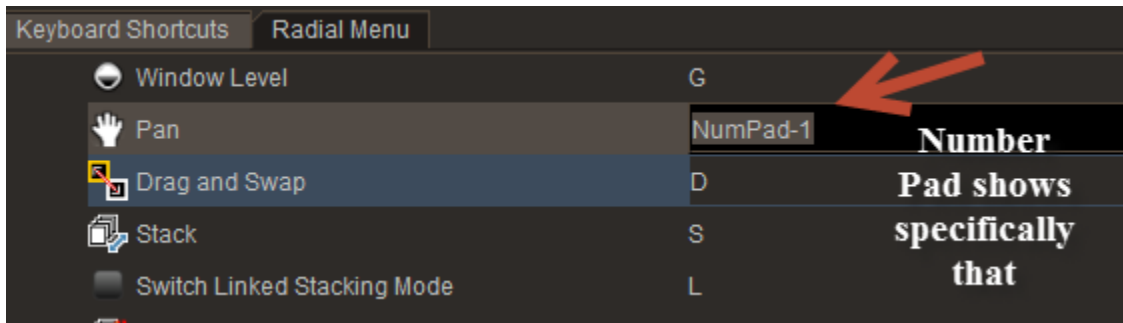 Keyboard Shortcuts Radial Menu
Window Level G
Pan NumPad-1
Drag and Swap D
Stack S
Switch Linked Stacking Mode L
Number
Pad shows
specifically
that